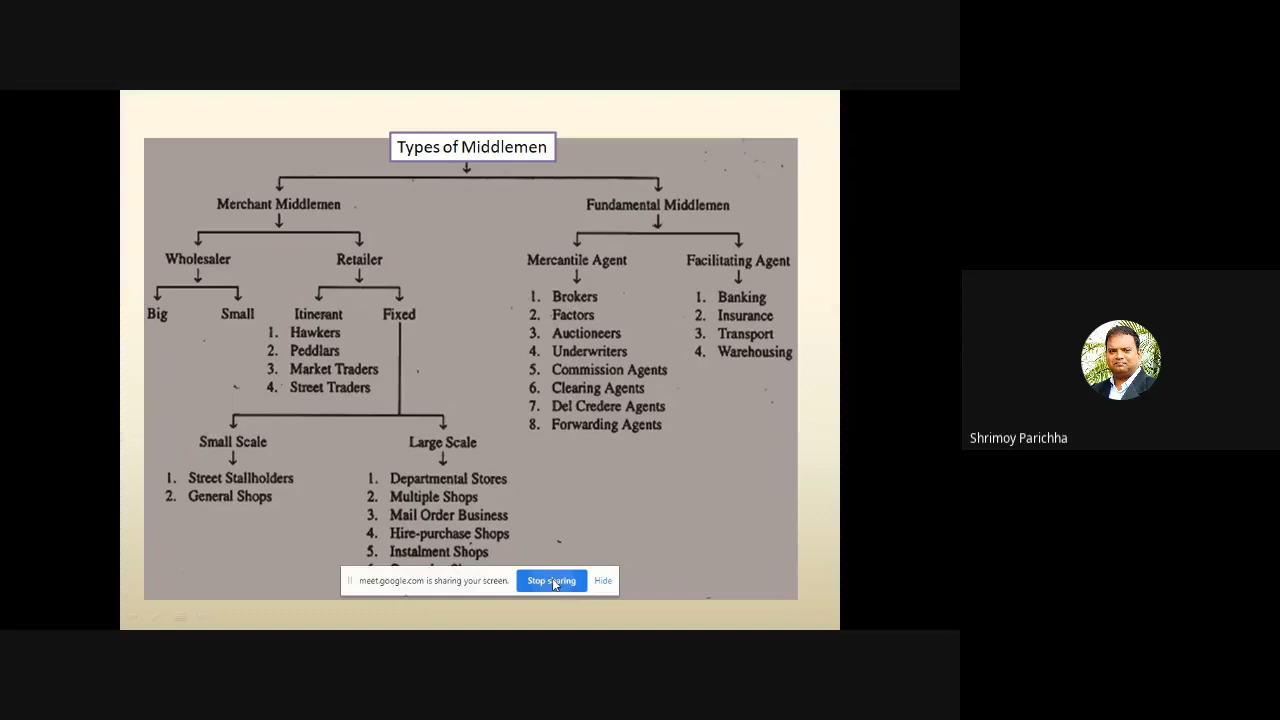 Types of Middlemen
Merchant Middlemen
Fundamental Middlemen
Wholesaler
Retailer
Mercantile Agent
Facilitating Agent
Big
Small
Itinerant
Fixed
1. Hawkers
2. Peddlars
3. Market Traders
4. Street Traders
1. Brokers
2. Factors
3. Auctioneers
4. Underwriters
5. Commission Agents
6. Clearing Agents
7. Del Credere Agents
8. Forwarding Agents
1. Banking
2. Insurance
3. Transport
4. Warehousing
Small Scale
Large Scale
1. Street Stallholders
2. General Shops
1. Departmental Stores
2. Multiple Shops
3. Mail Order Business
4. Hire-purchase Shops
5. Instalment Shops
meet.google.com is sharing your screen.
Stop sharing
Hide
Shrimoy Parichha